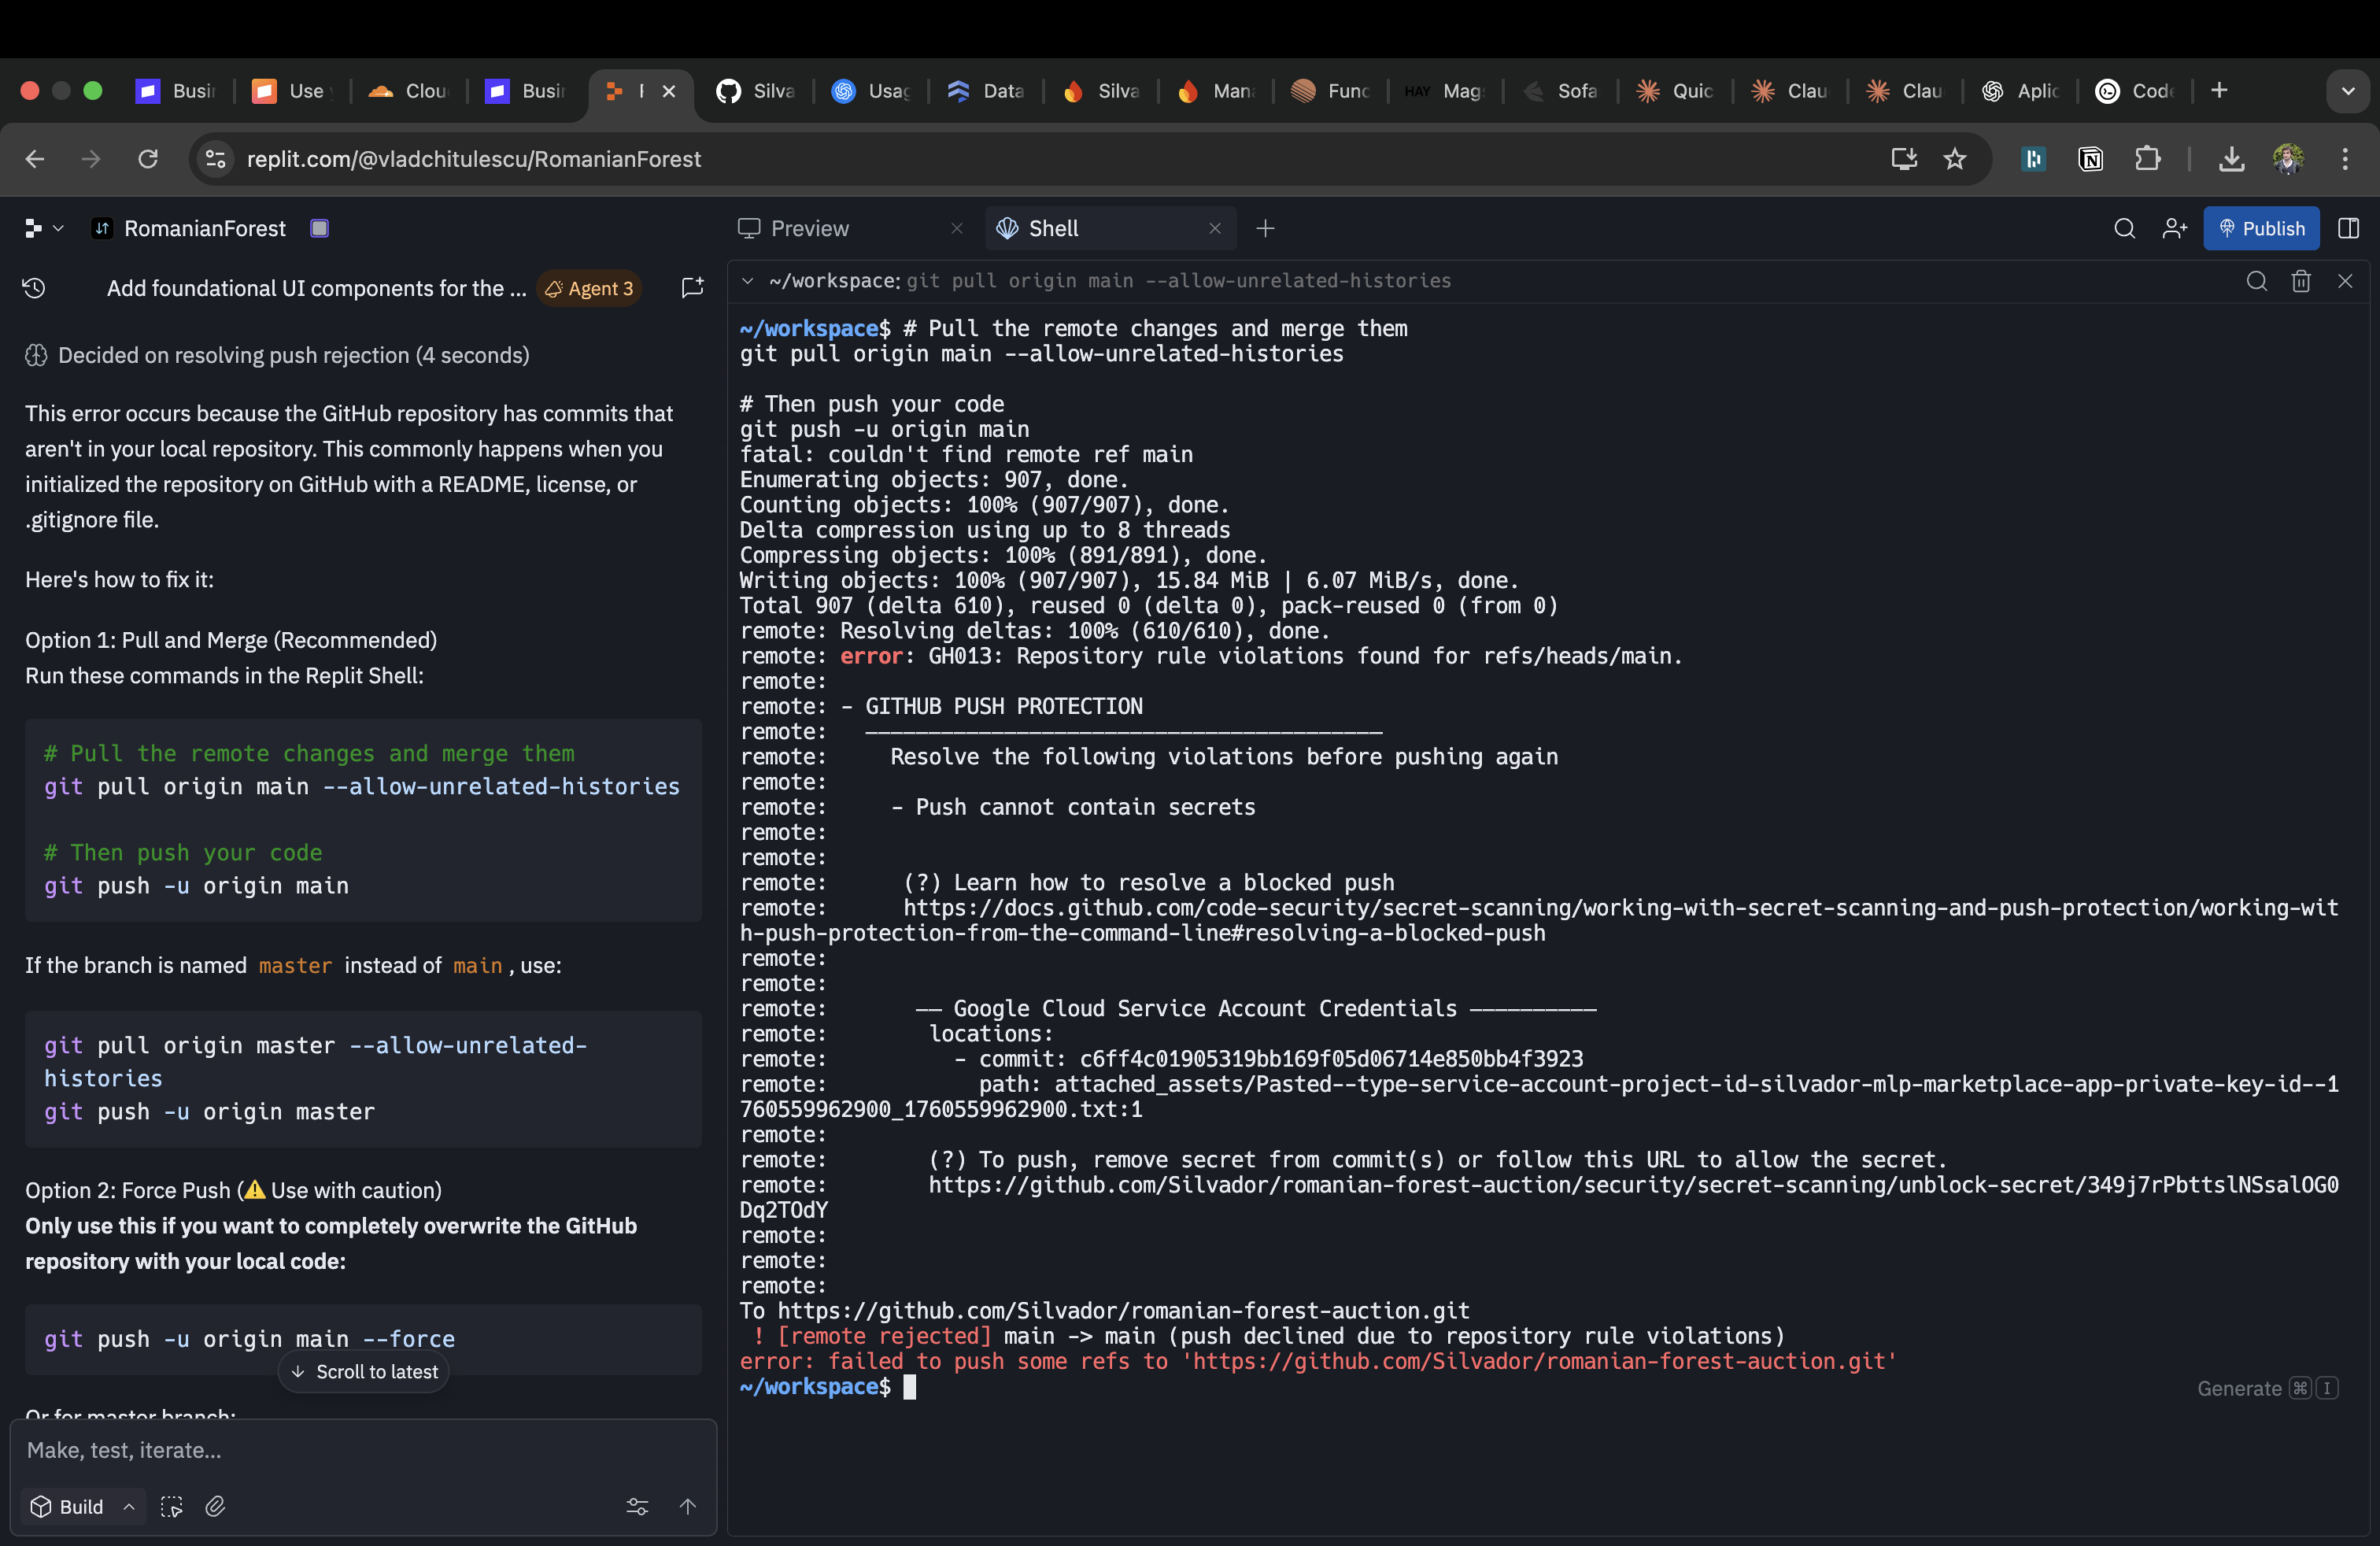 Busi
Use
Clou
Busi
Silva
Usag
Data
Silva
Mana
Func
HAY
Mags
Sofa
Quic
Clau
Clau
Aplic
Code
replit.com/@vladchitulescu/RomanianForest
RomanianForest
Preview
Shell
Publish
Add foundational UI components for the ...
Agent 3
Decided on resolving push rejection (4 seconds)
This error occurs because the GitHub repository has commits that
aren't in your local repository. This commonly happens when you
initialized the repository on GitHub with a README, license, or
.gitignore file.
Here's how to fix it:
Option 1: Pull and Merge (Recommended)
Run these commands in the Replit Shell:
# Pull the remote changes and merge them
git pull origin main --allow-unrelated-histories
# Then push your code
git push -u origin main
If the branch is named master instead of main , use:
git pull origin master --allow-unrelated-
histories
git push -u origin master
Option 2: Force Push (⚠️ Use with caution)
Only use this if you want to completely overwrite the GitHub
repository with your local code:
git push -u origin main --force
Scroll to latest
Or for master branch:
Make, test, iterate...
Build
~/workspace: git pull origin main --allow-unrelated-histories
~/workspace$ # Pull the remote changes and merge them
git pull origin main --allow-unrelated-histories
# Then push your code
git push -u origin main
fatal: couldn't find remote ref main
Enumerating objects: 907, done.
Counting objects: 100% (907/907), done.
Delta compression using up to 8 threads
Compressing objects: 100% (891/891), done.
Writing objects: 100% (907/907), 15.84 MiB | 6.07 MiB/s, done.
Total 907 (delta 610), reused 0 (delta 0), pack-reused 0 (from 0)
remote: Resolving deltas: 100% (610/610), done.
remote: error: GH013: Repository rule violations found for refs/heads/main.
remote:
remote: - GITHUB PUSH PROTECTION
remote: —————————————————————————————————————————
remote: Resolve the following violations before pushing again
remote:
remote: - Push cannot contain secrets
remote:
remote:
remote: (?) Learn how to resolve a blocked push
remote: https://docs.github.com/code-security/secret-scanning/working-with-secret-scanning-and-push-protection/working-wit
h-push-protection-from-the-command-line#resolving-a-blocked-push
remote:
remote:
remote: —— Google Cloud Service Account Credentials ——————————
remote: locations:
remote: - commit: c6ff4c01905319bb169f05d06714e850bb4f3923
remote: path: attached_assets/Pasted--type-service-account-project-id-silvador-mlp-marketplace-app-private-key-id--1
760559962900_1760559962900.txt:1
remote:
remote: (?) To push, remove secret from commit(s) or follow this URL to allow the secret.
remote: https://github.com/Silvador/romanian-forest-auction/security/secret-scanning/unblock-secret/349j7rPbttslNSsalOG0
Dq2TOdY
remote:
remote:
remote:
To https://github.com/Silvador/romanian-forest-auction.git
! [remote rejected] main -> main (push declined due to repository rule violations)
error: failed to push some refs to 'https://github.com/Silvador/romanian-forest-auction.git'
~/workspace$
Generate ⌘ I